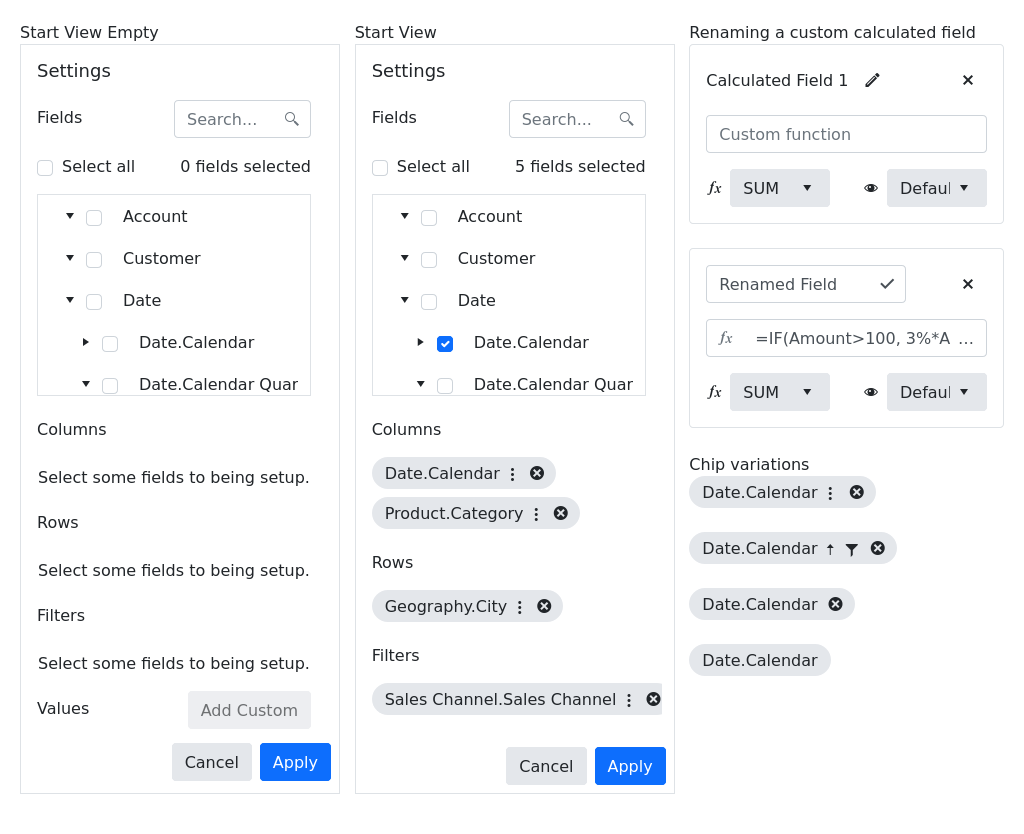 Start View Empty
Settings
Fields
Search...
Select all
0 fields selected
Account
Customer
Date
Date.Calendar
Date.Calendar Quar
Columns
Select some fields to being setup.
Rows
Select some fields to being setup.
Filters
Select some fields to being setup.
Values
Add Custom
Cancel
Apply
Start View
Settings
Fields
Search...
Select all
5 fields selected
Account
Customer
Date
Date.Calendar
Date.Calendar Quar
Columns
Date.Calendar
Product.Category
Rows
Geography.City
Filters
Sales Channel.Sales Channel
Cancel
Apply
Renaming a custom calculated field
Calculated Field 1
Custom function
fx
SUM
Defaul
Renamed Field
fx
=IF(Amount>100, 3%*A ...
fx
SUM
Defaul
Chip variations
Date.Calendar
Date.Calendar
Date.Calendar
Date.Calendar